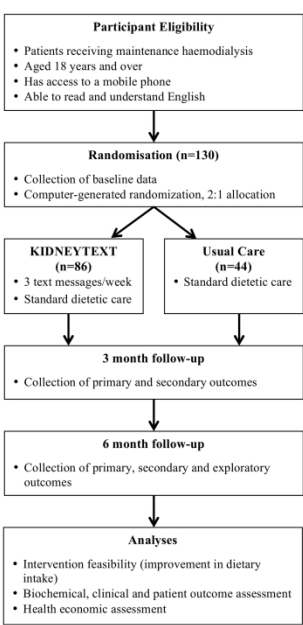 Participant Eligibility
• Patients receiving maintenance haemodialysis
• Aged 18 years and over
• Has access to a mobile phone
• Able to read and understand English
Randomisation (n=130)
• Collection of baseline data
• Computer-generated randomization, 2:1 allocation
KIDNEYTEXT
(n=86)
• 3 text messages/week
• Standard dietetic care
Usual Care
(n=44)
• Standard dietetic care
3 month follow-up
• Collection of primary and secondary outcomes
6 month follow-up
• Collection of primary, secondary and exploratory
outcomes
Analyses
• Intervention feasibility (improvement in dietary
intake)
• Biochemical, clinical and patient outcome assessment
• Health economic assessment